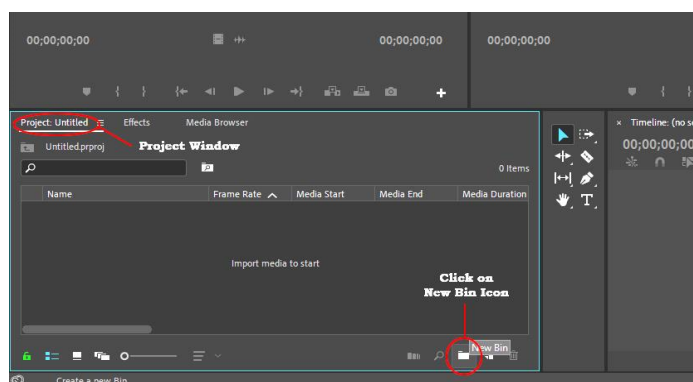 00;00;00;00
00;00;00;00
00;00;00;00
Project: Untitled
Effects
Media Browser
Untitled.prproj
Project Window
0 Items
Name
Frame Rate
Media Start
Media End
Media Duration
Import media to start
Click on
New Bin Icon
New Bin
Create a new Bin
× Timeline: (no se
00;00;00;00
T